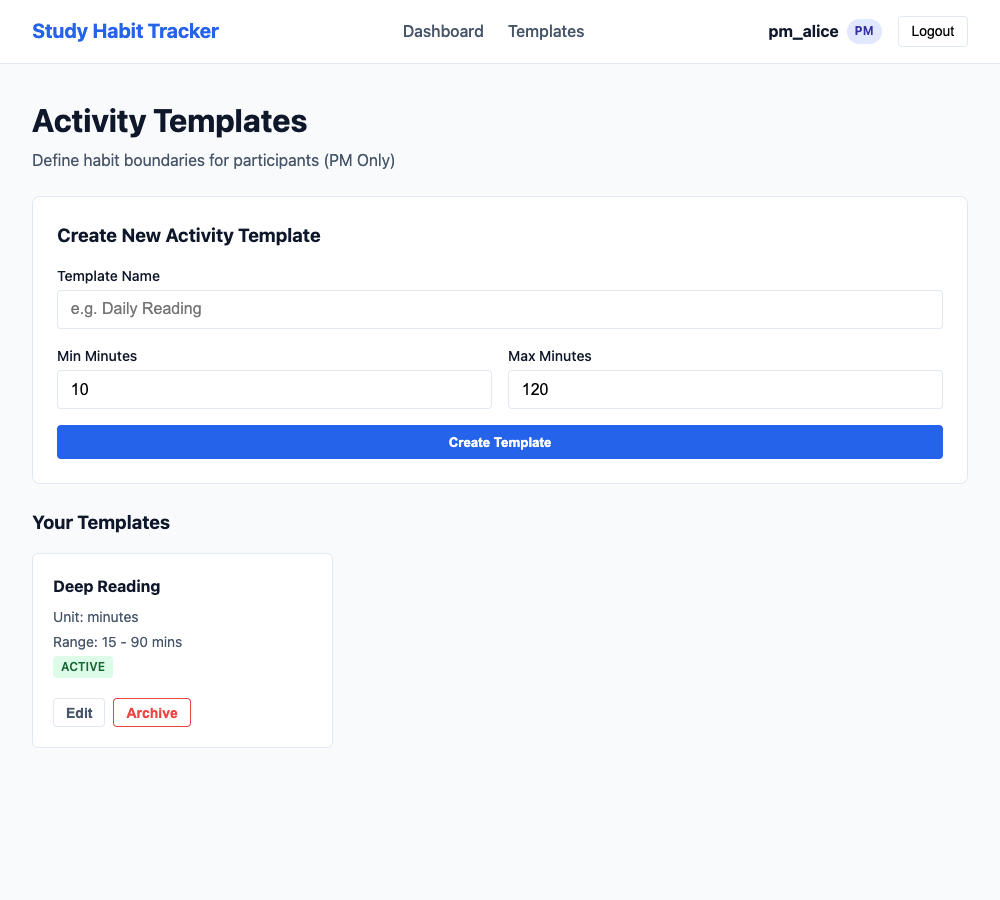 Study Habit Tracker
Dashboard
Templates
pm_alice
PM
Logout
Activity Templates
Define habit boundaries for participants (PM Only)
Create New Activity Template
Template Name
e.g. Daily Reading
Min Minutes
Max Minutes
10
120
Create Template
Your Templates
Deep Reading
Unit: minutes
Range: 15 - 90 mins
ACTIVE
Edit
Archive